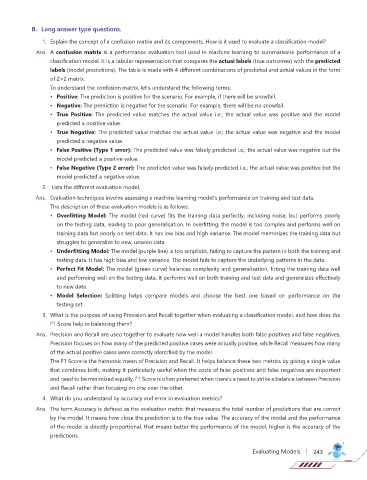 B. Long answer type questions.
1. Explain the concept of a confusion matrix and its components. How is it used to evaluate a classification model?
Ans. A confusion matrix is a performance evaluation tool used in machine learning to summariesthe performance of a
classification model. It is a tabular representation that compares the actual labels (true outcomes) with the predicted
labels (model predictions). The table is made with 4 different combinations of predicted and actual values in the form
of 2×2 matrix.
To understand the confusion matrix, let's understand the following terms:
• Positive: The prediction is positive for the scenario. For example, if there will be snowfall.
• Negative: The prediction is negative for the scenario. For example, there will be no snowfall.
• True Positive: The predicted value matches the actual value i.e.; the actual value was positive and the model
predicted a positive value.
• True Negative: The predicted value matches the actual value i.e.; the actual value was negative and the model
predicted a negative value.
• False Positive (Type 1 error): The predicted value was falsely predicted i.e.; the actual value was negative but the
model predicted a positive value.
• False Negative (Type 2 error): The predicted value was falsely predicted i.e.; the actual value was positive but the
model predicted a negative value.
2. Lists the different evaluation model.
Ans. Evaluation techniques involve assessing a machine learning model's performance on training and test data.
The description of these evaluation models is as follows:
• Overfitting Model: The model (red curve) fits the training data perfectly, including noise, but performs poorly
on the testing data, leading to poor generalisation. In overfitting, the model is too complex and performs well on
training data but poorly on test data. It has low bias and high variance. The model memorizes the training data but
struggles to generalize to new, unseen data.
• Underfitting Model: The model (purple line) is too simplistic, failing to capture the pattern in both the training and
testing data. It has high bias and low variance. The model fails to capture the underlying patterns in the data.
• Perfect Fit Model: The model (green curve) balances complexity and generalisation, fitting the training data well
and performing well on the testing data. It performs well on both training and test data and generalizes effectively
to new data.
• Model Selection: Splitting helps compare models and choose the best one based on performance on the
testing set.
3. What is the purpose of using Precision and Recall together when evaluating a classification model, and how does the
F1 Score help in balancing them?
Ans. Precision and Recall are used together to evaluate how well a model handles both false positives and false negatives.
Precision focuses on how many of the predicted positive cases were actually positive, while Recall measures how many
of the actual positive cases were correctly identified by the model.
The F1 Score is the harmonic mean of Precision and Recall. It helps balance these two metrics by giving a single value
that combines both, making it particularly useful when the costs of false positives and false negatives are important
and need to be minimized equally. F1 Score is often preferred when there's a need to strike a balance between Precision
and Recall rather than focusing on one over the other.
4. What do you understand by accuracy and error in evaluation metrics?
Ans. The term Accuracy is defined as the evaluation metric that measures the total number of predictions that are correct
by the model. It means how close the prediction is to the true value. The accuracy of the model and the performance
of the model is directly proportional, that means better the performance of the model, higher is the accuracy of the
predictions.
Evaluating Models | 243